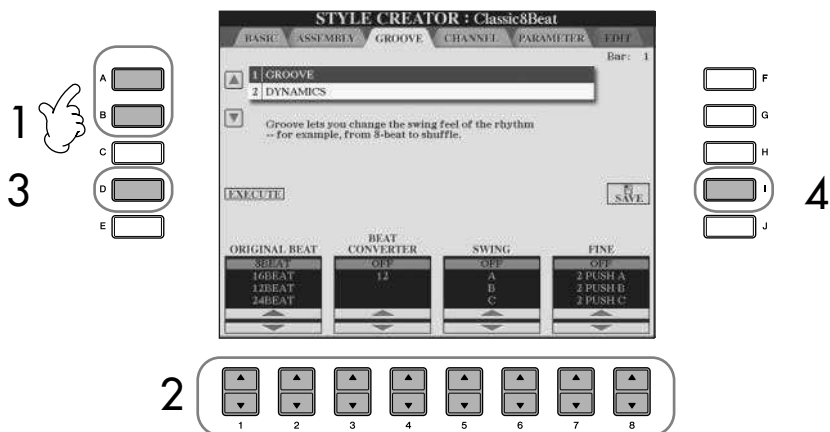 STYLE CREATOR : Classic8Beat
BASIC ASSEMBLY GROOVE CHANNEL PARAMETER EDIT
Bar: 1
1 GROOVE
2 DYNAMICS
Groove lets you change the swing feel of the rhythm
-- for example, from 8-beat to shuffle.
EXECUTE
SAVE
ORIGINAL BEAT
BEAT CONVERTER
SWING
FINE
8BEAT OFF OFF OFF
16BEAT 12 A 2 PUSH A
12BEAT B 2 PUSH B
24BEAT C 2 PUSH C
A
B
C
D
E
F
G
H
I
J
1
3
4
2
1 2 3 4 5 6 7 8